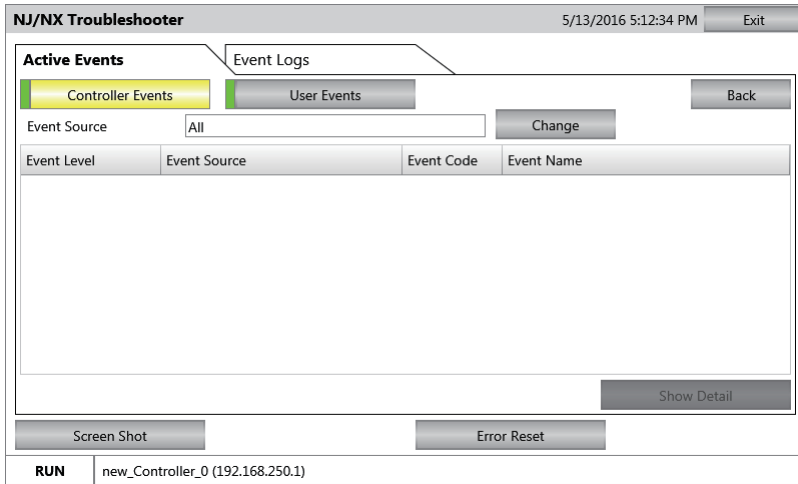 NJ/NX Troubleshooter 5/13/2016 5:12:34 PM Exit
Active Events Event Logs
Controller Events User Events Back
Event Source All Change
Event Level Event Source Event Code Event Name
Show Detail
Screen Shot Error Reset
RUN new_Controller_0 (192.168.250.1)